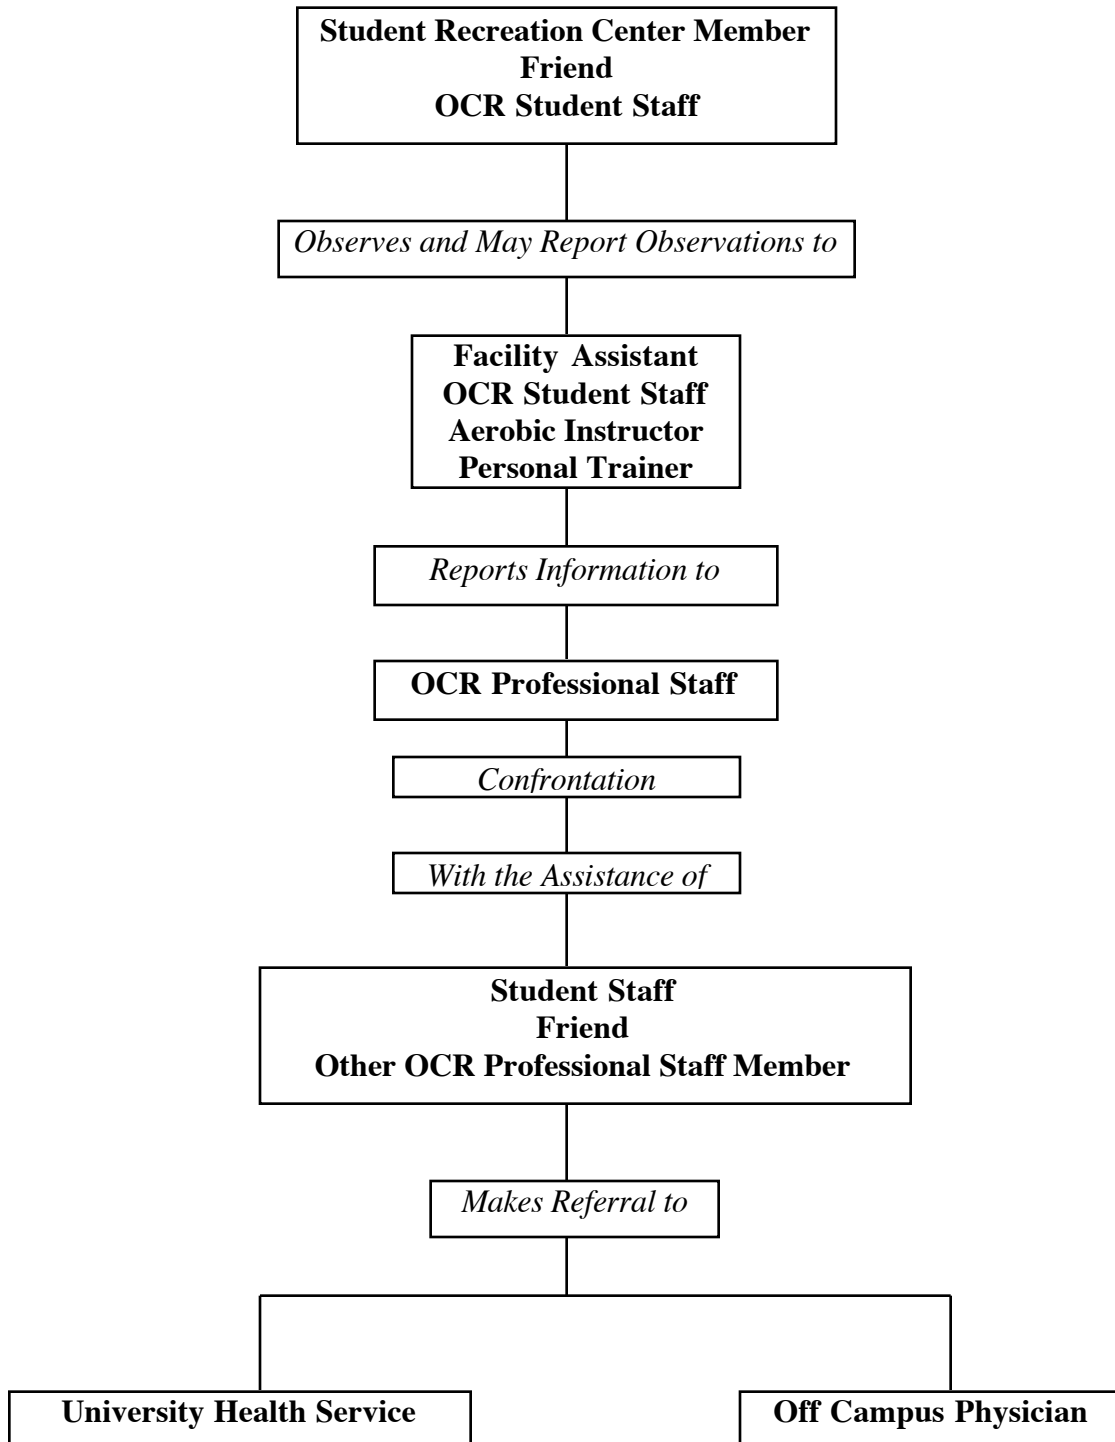 Student Recreation Center Member
Friend
OCR Student Staff
Observes and May Report Observations to
Facility Assistant
OCR Student Staff
Aerobic Instructor
Personal Trainer
Reports Information to
OCR Professional Staff
Confrontation
With the Assistance of
Student Staff
Friend
Other OCR Professional Staff Member
Makes Referral to
University Health Service
Off Campus Physician